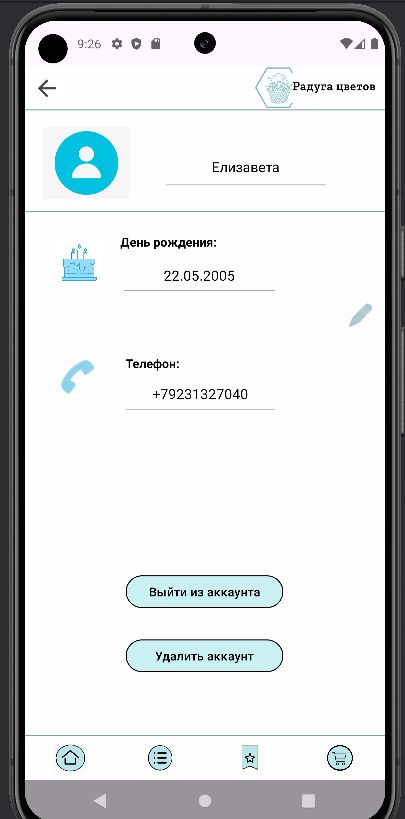 9:26
Радуга цветов
Елизавета
День рождения:
22.05.2005
Телефон:
+79231327040
Выйти из аккаунта
Удалить аккаунт